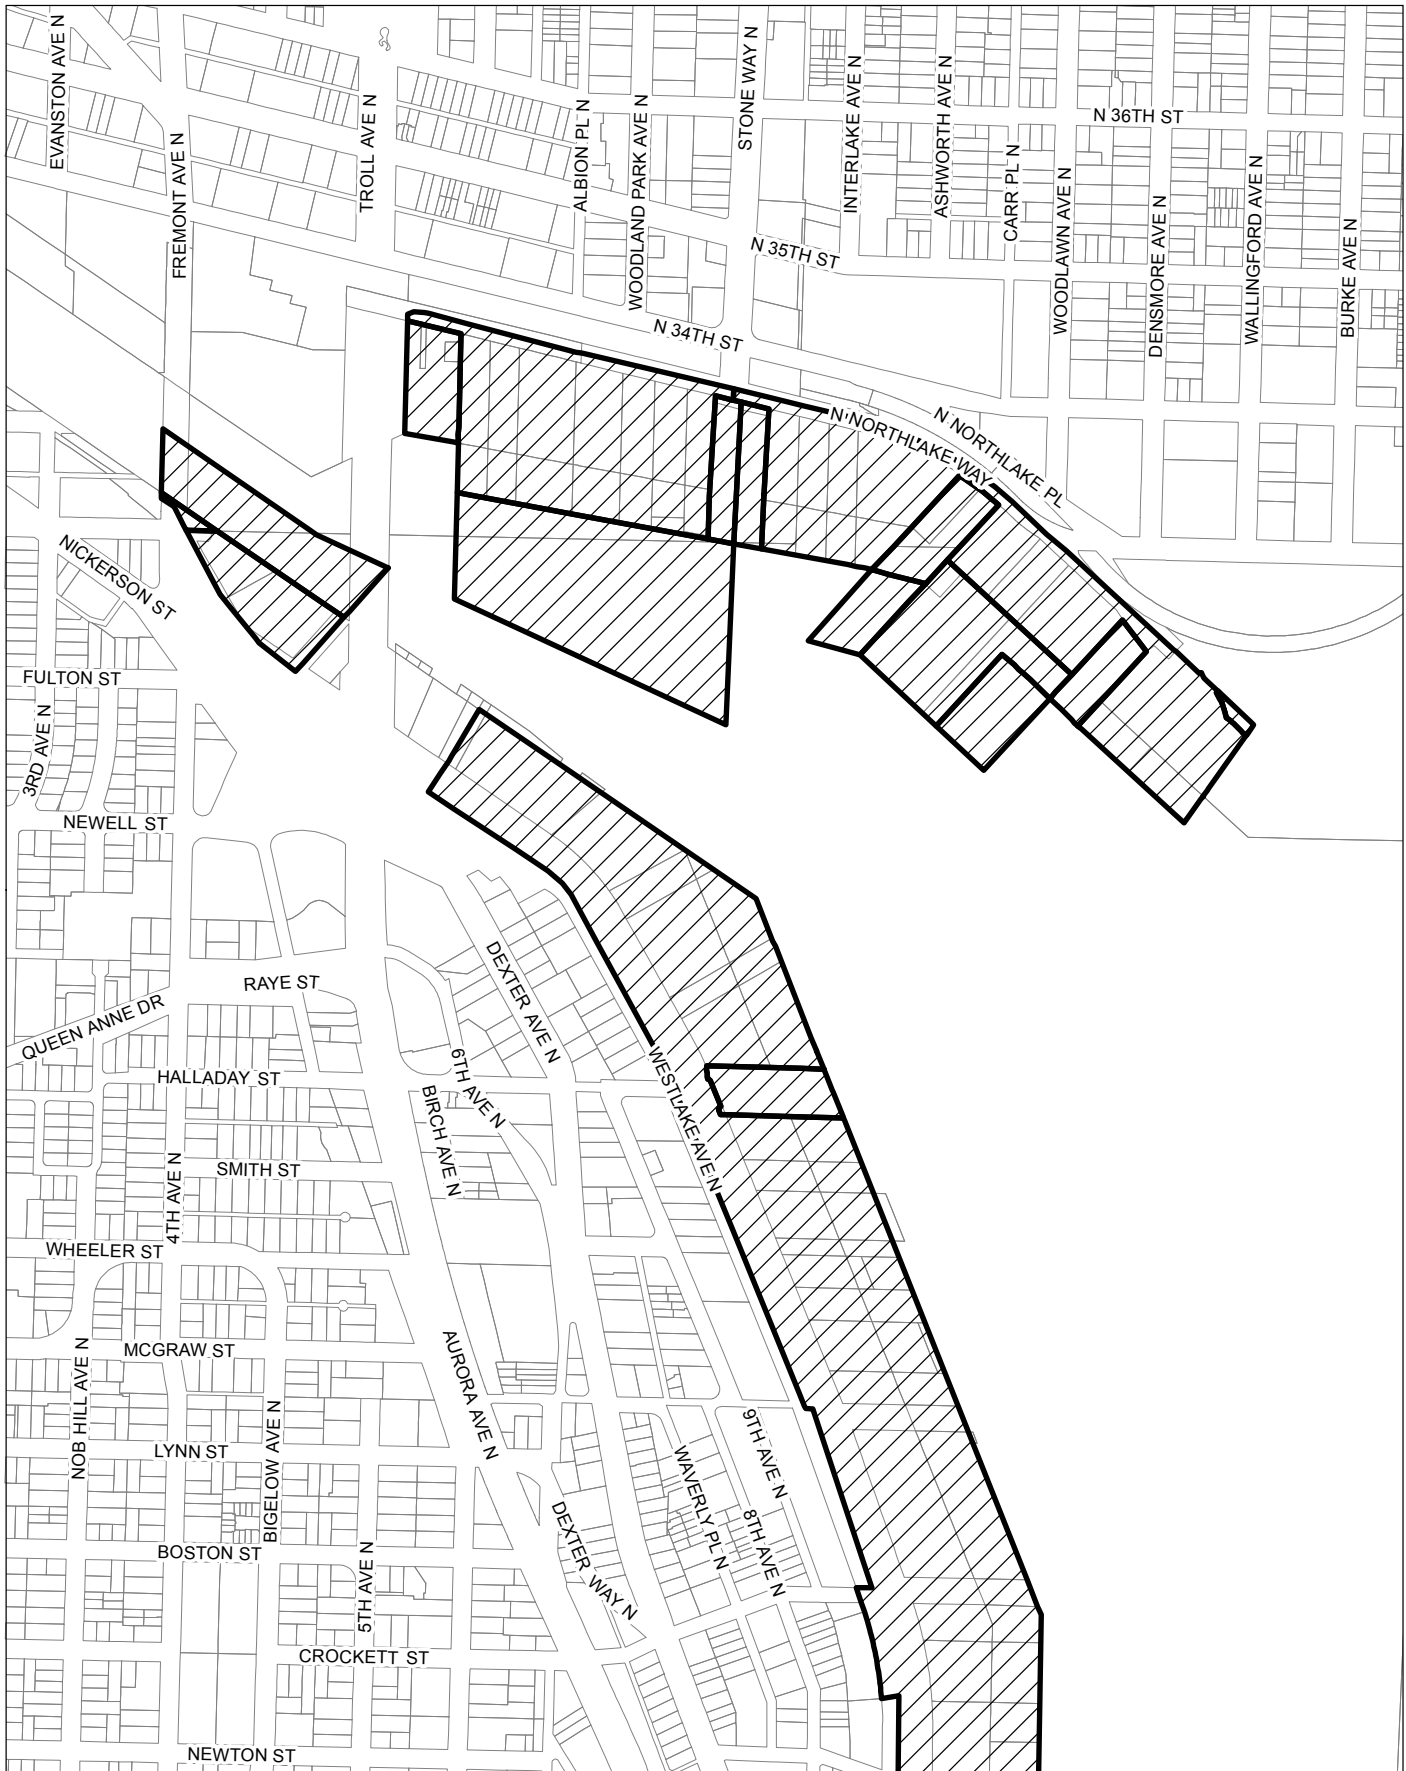 EVANSTON AVE N
FREMONT AVE N
TROLL AVE N
ALBION PL N
WOODLAND PARK AVE N
STONE WAY N
INTERLAKE AVE N
ASHWORTH AVE N
CARR PL N
WOODLAWN AVE N
N 36TH ST
DENSMORE AVE N
WALLINGFORD AVE N
BURKE AVE N
N 35TH ST
N 34TH ST
N NORTHLAKE WAY
N NORTHLAKE PL
NICKERSON ST
FULTON ST
3RD AVE N
NEWELL ST
RAYE ST
QUEEN ANNE DR
DEXTER AVE N
6TH AVE N
HALLADAY ST
BIRCH AVE N
WESTLAKE AVE N
SMITH ST
4TH AVE N
WHEELER ST
MCGRAW ST
NOB HILL AVE N
AURORA AVE N
LYNN ST
BIGELOW AVE N
9TH AVE N
WAVERLY PL N
8TH AVE N
DEXTER WAY N
BOSTON ST
5TH AVE N
CROCKETT ST
NEWTON ST